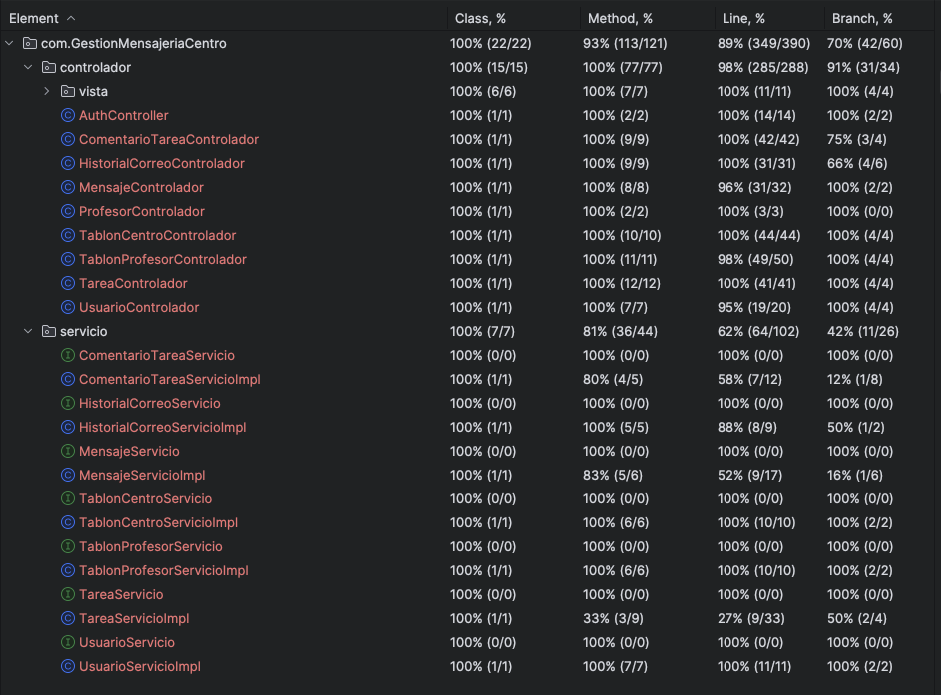 Element Class, % Method, % Line, % Branch, %
com.GestionMensajeriaCentro 100% (22/22) 93% (113/121) 89% (349/390) 70% (42/60)
controlador 100% (15/15) 100% (77/77) 98% (285/288) 91% (31/34)
vista 100% (6/6) 100% (7/7) 100% (11/11) 100% (4/4)
AuthController 100% (1/1) 100% (2/2) 100% (14/14) 100% (2/2)
ComentarioTareaControlador 100% (1/1) 100% (9/9) 100% (42/42) 75% (3/4)
HistorialCorreoControlador 100% (1/1) 100% (9/9) 100% (31/31) 66% (4/6)
MensajeControlador 100% (1/1) 100% (8/8) 96% (31/32) 100% (2/2)
ProfesorControlador 100% (1/1) 100% (2/2) 100% (3/3) 100% (0/0)
TablonCentroControlador 100% (1/1) 100% (10/10) 100% (44/44) 100% (4/4)
TablonProfesorControlador 100% (1/1) 100% (11/11) 98% (49/50) 100% (4/4)
TareaControlador 100% (1/1) 100% (12/12) 100% (41/41) 100% (4/4)
UsuarioControlador 100% (1/1) 100% (7/7) 95% (19/20) 100% (4/4)
servicio 100% (7/7) 81% (36/44) 62% (64/102) 42% (11/26)
ComentarioTareaServicio 100% (0/0) 100% (0/0) 100% (0/0) 100% (0/0)
ComentarioTareaServicioImpl 100% (1/1) 80% (4/5) 58% (7/12) 12% (1/8)
HistorialCorreoServicio 100% (0/0) 100% (0/0) 100% (0/0) 100% (0/0)
HistorialCorreoServicioImpl 100% (1/1) 100% (5/5) 88% (8/9) 50% (1/2)
MensajeServicio 100% (0/0) 100% (0/0) 100% (0/0) 100% (0/0)
MensajeServicioImpl 100% (1/1) 83% (5/6) 52% (9/17) 16% (1/6)
TablonCentroServicio 100% (0/0) 100% (0/0) 100% (0/0) 100% (0/0)
TablonCentroServicioImpl 100% (1/1) 100% (6/6) 100% (10/10) 100% (2/2)
TablonProfesorServicio 100% (0/0) 100% (0/0) 100% (0/0) 100% (0/0)
TablonProfesorServicioImpl 100% (1/1) 100% (6/6) 100% (10/10) 100% (2/2)
TareaServicio 100% (0/0) 100% (0/0) 100% (0/0) 100% (0/0)
TareaServicioImpl 100% (1/1) 33% (3/9) 27% (9/33) 50% (2/4)
UsuarioServicio 100% (0/0) 100% (0/0) 100% (0/0) 100% (0/0)
UsuarioServicioImpl 100% (1/1) 100% (7/7) 100% (11/11) 100% (2/2)